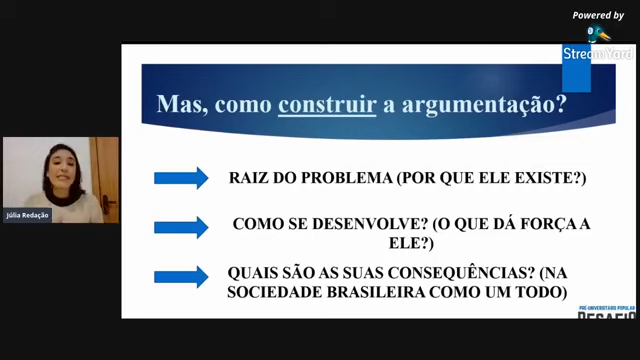 Powered by
StreamYard
Mas, como construir a argumentação?
RAIZ DO PROBLEMA (POR QUE ELE EXISTE?)
COMO SE DESENVOLVE? (O QUE DÁ FORÇA A
ELE?)
QUAIS SÃO AS SUAS CONSEQUÊNCIAS? (NA
SOCIEDADE BRASILEIRA COMO UM TODO)
Júlia Redação
PRÉ-UNIVERSITÁRIO POPULAR
DESAFIO